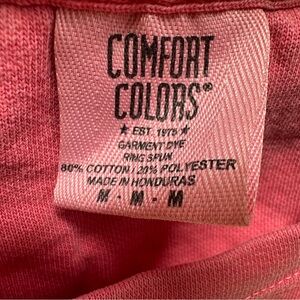 COMFORT
COLORS®
★ EST. 1975 ★
GARMENT DYE
RING SPUN
80% COTTON / 20% POLYESTER
MADE IN HONDURAS
M · M · M